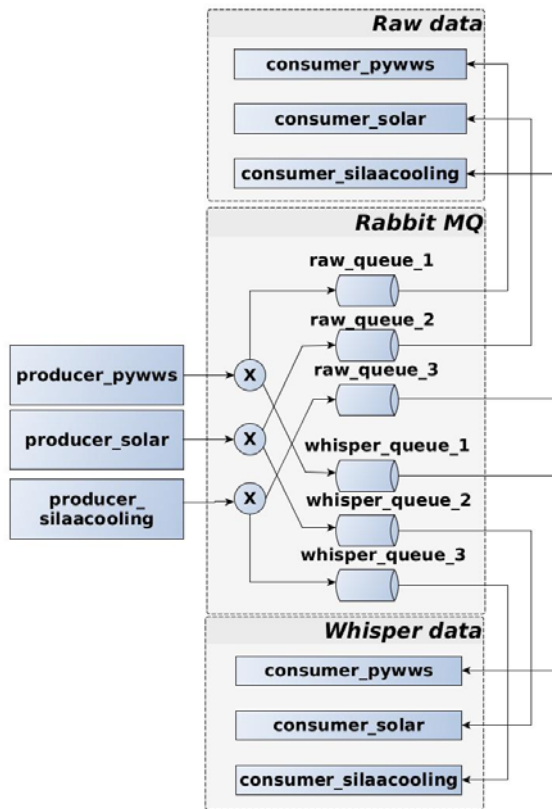 Raw data
consumer_pywws
consumer_solar
consumer_silaacooling
Rabbit MQ
raw_queue_1
raw_queue_2
raw_queue_3
whisper_queue_1
whisper_queue_2
whisper_queue_3
producer_pywws
X
producer_solar
X
producer_
silaacooling
X
Whisper data
consumer_pywws
consumer_solar
consumer_silaacooling